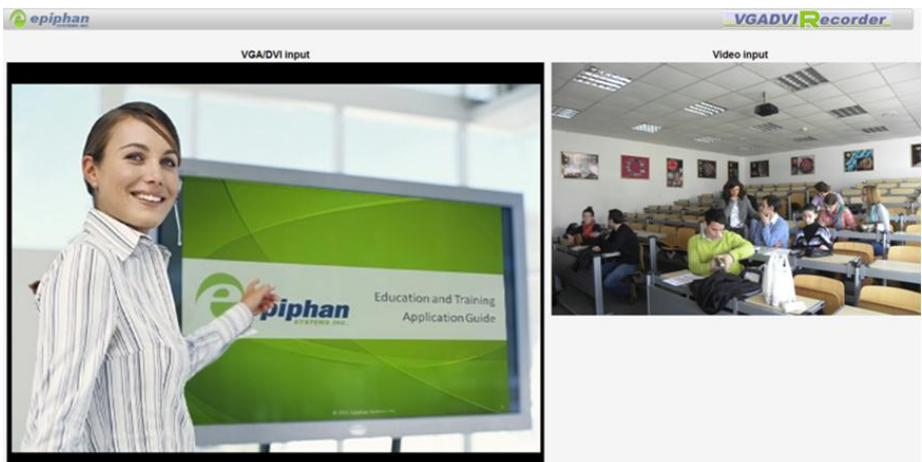 epiphan
SYSTEMS INC.
VGADVI Recorder
VGA/DVI input
Video input
epiphan
SYSTEMS INC.
Education and Training
Application Guide